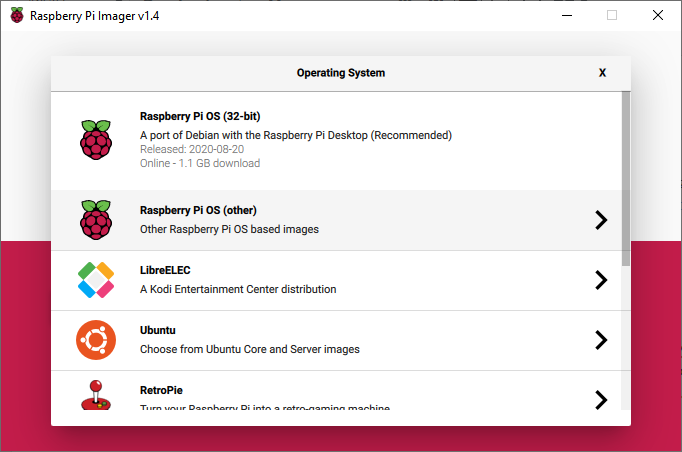 Raspberry Pi Imager v1.4
Operating System
X
Raspberry Pi OS (32-bit)
A port of Debian with the Raspberry Pi Desktop (Recommended)
Released: 2020-08-20
Online - 1.1 GB download
Raspberry Pi OS (other)
Other Raspberry Pi OS based images
LibreELEC
A Kodi Entertainment Center distribution
Ubuntu
Choose from Ubuntu Core and Server images
RetroPie
Turn your Raspberry Pi into a retro-gaming machine